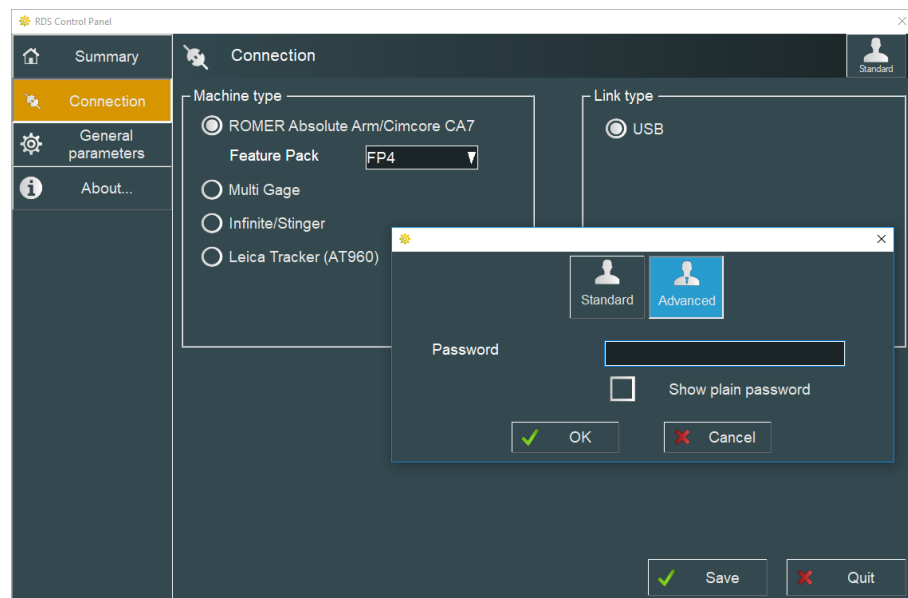 RDS Control Panel
Summary
Connection
Standard
Connection
General
parameters
About...
Machine type
ROMER Absolute Arm/Cimcore CA7
Feature Pack FP4
Multi Gage
Infinite/Stinger
Leica Tracker (AT960)
Link type
USB
Standard Advanced
Password
Show plain password
OK Cancel
Save Quit